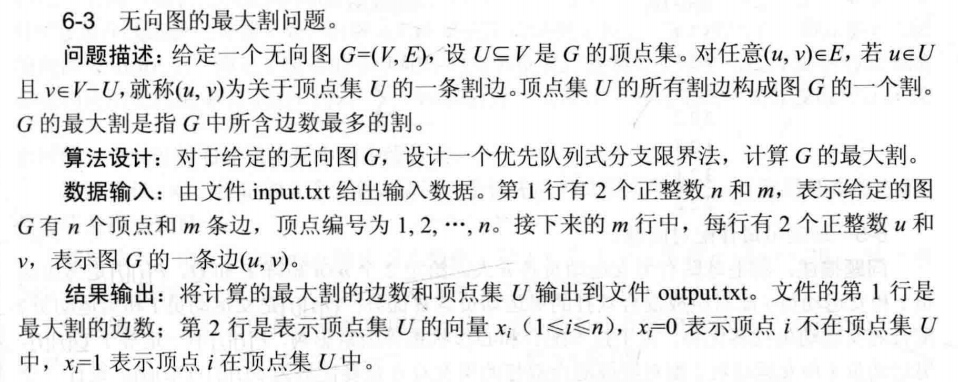 6-3 无向图的最大割问题。
问题描述：给定一个无向图 G=(V, E)，设 U⊆V 是 G 的顶点集。对任意(u, v)∈E，若 u∈U
且 v∈V−U，就称(u, v)为关于顶点集 U 的一条割边。顶点集 U 的所有割边构成图 G 的一个割。
G 的最大割是指 G 中所含边数最多的割。
算法设计：对于给定的无向图 G，设计一个优先队列式分支限界法，计算 G 的最大割。
数据输入：由文件 input.txt 给出输入数据。第 1 行有 2 个正整数 n 和 m，表示给定的图
G 有 n 个顶点和 m 条边，顶点编号为 1, 2, …, n。接下来的 m 行中，每行有 2 个正整数 u 和
v，表示图 G 的一条边(u, v)。
结果输出：将计算的最大割的边数和顶点集 U 输出到文件 output.txt。文件的第 1 行是
最大割的边数；第 2 行是表示顶点集 U 的向量 xᵢ（1≤i≤n），xᵢ=0 表示顶点 i 不在顶点集 U
中，xᵢ=1 表示顶点 i 在顶点集 U 中。